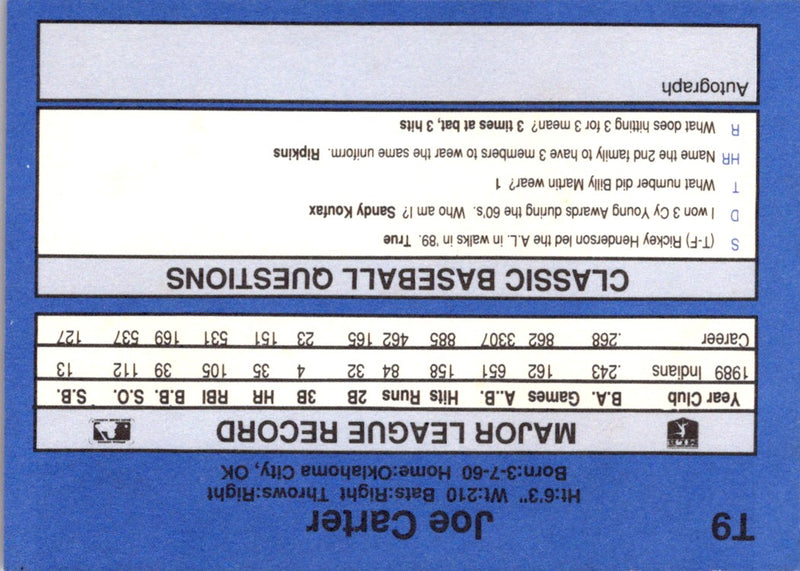 T9
Joe Carter
Ht:6'3" Wt:210 Bats:Right Throws:Right
Born:3-7-60 Home:Oklahoma City, OK
MAJOR LEAGUE RECORD
Year Club B.A. Games A..B. Hits Runs 2B 3B HR RBI B.B. S.O. S.B.
1989 Indians .243 162 651 158 84 32 4 35 105 39 112 13
Career .268 862 3307 885 462 165 23 151 531 169 537 127
CLASSIC BASEBALL QUESTIONS
S (T-F) Rickey Henderson led the A.L. in walks in '89. True
D I won 3 Cy Young Awards during the 60's. Who am I? Sandy Koufax
T What number did Billy Martin wear? 1
HR Name the 2nd family to have 3 members to wear the same uniform. Ripkins
R What does hitting 3 for 3 mean? 3 times at bat, 3 hits
Autograph